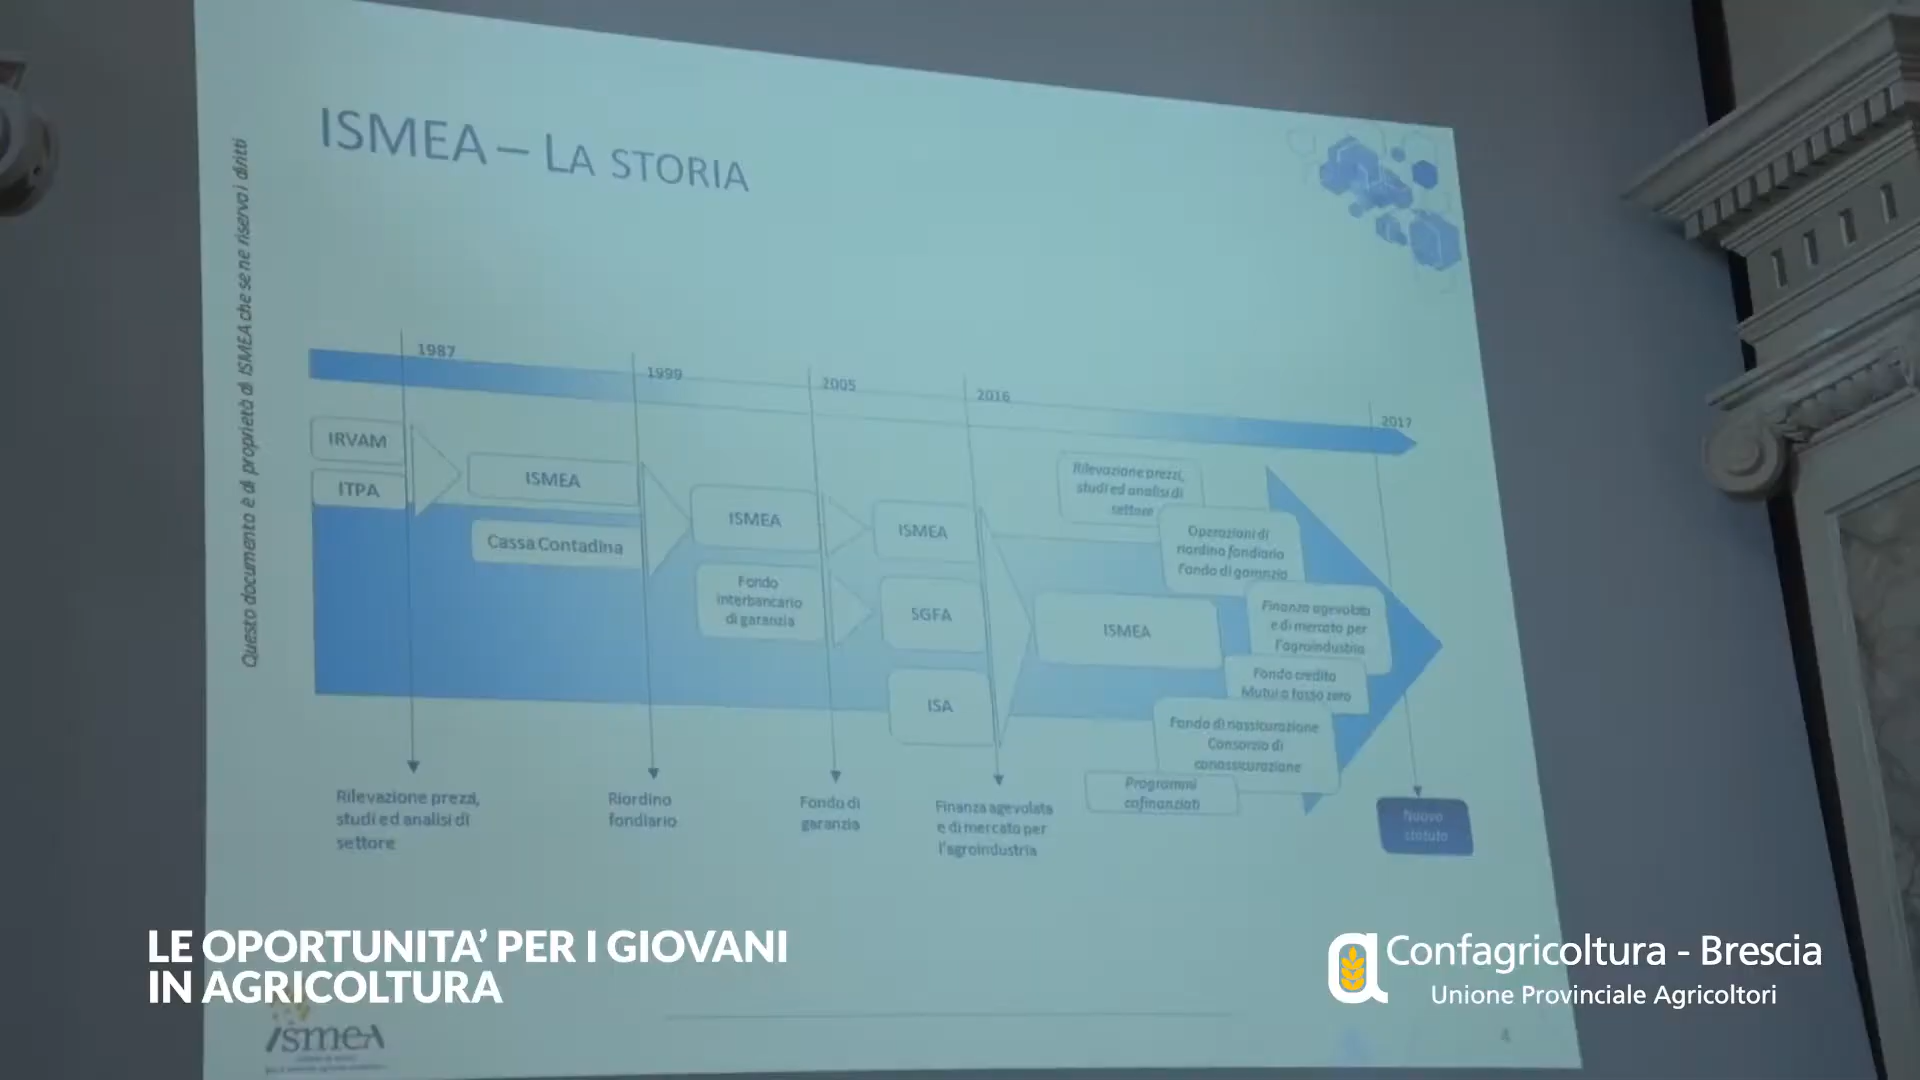 ISMEA – LA STORIA
Questo documento è di proprietà di ISMEA che se ne riserva i diritti
1987
1999
2005
2016
2017
IRVAM
ITPA
ISMEA
Cassa Contadina
ISMEA
Fondo
interbancario
di garanzia
ISMEA
SGFA
ISA
ISMEA
Rilevazione prezzi,
studi ed analisi di
settore
Operazioni di
riordino fondiario
Fondo di garanzia
Finanza agevolata
e di mercato per
l'agroindustria
Fondo credito
Mutui a tasso zero
Fondo di riassicurazione
Consorzio di
coriassicurazione
Programmi
cofinanziati
Rilevazione prezzi,
studi ed analisi di
settore
Riordino
fondiario
Fondo di
garanzia
Finanza agevolata
e di mercato per
l'agroindustria
Nuovo
statuto
LE OPORTUNITA' PER I GIOVANI
IN AGRICOLTURA
Confagricoltura - Brescia
Unione Provinciale Agricoltori
ismeA
4